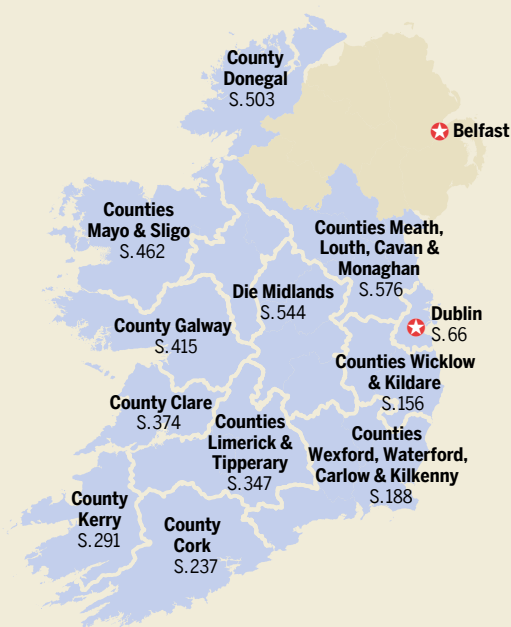 County
Donegal
S. 503
Belfast
Counties
Mayo & Sligo
S. 462
Counties Meath,
Louth, Cavan &
Monaghan
S. 576
Die Midlands
S. 544
Dublin
S. 66
County Galway
S. 415
Counties Wicklow
& Kildare
S. 156
County Clare
S. 374
Counties
Limerick &
Tipperary
S. 347
Counties
Wexford, Waterford,
Carlow & Kilkenny
S. 188
County
Kerry
S. 291
County
Cork
S. 237